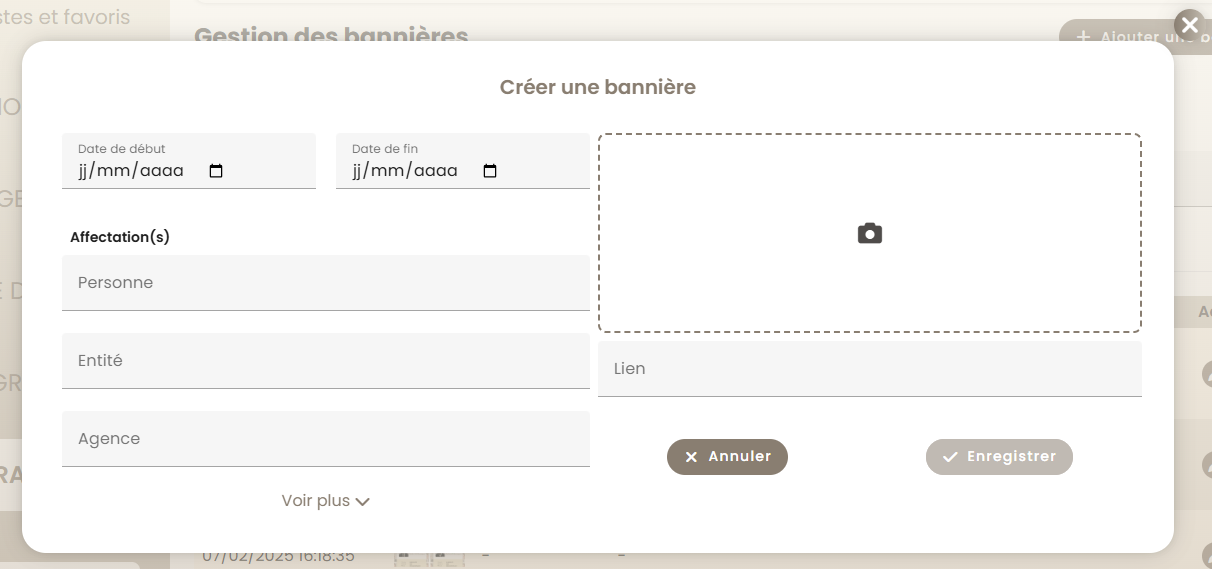 stes et favoris
Gestion des bannières
Ajouter une
Créer une bannière
Date de début
jj/mm/aaaa
Date de fin
jj/mm/aaaa
Affectation(s)
Personne
Entité
Agence
Voir plus
Lien
Annuler
Enregistrer
07/02/2025 16:18:35